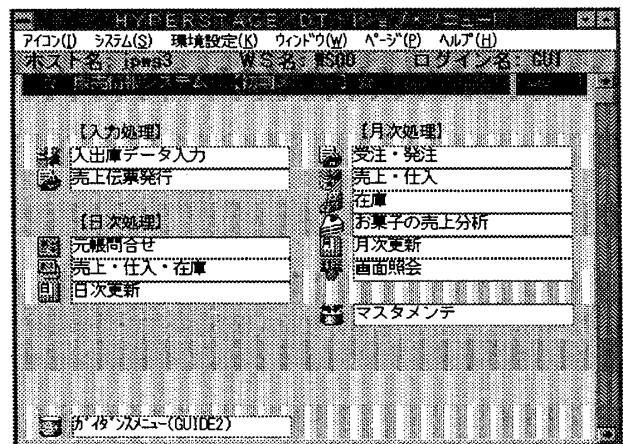 HYPERSTAGE
アイコン(I) システム(S) 環境設定(K) ウィンドウ(W) ページ(P) ヘルプ(H)
ホスト名: jpmg3 WS名: WS00 ログイン名: GUI
【入力処理】
入出庫データ入力
売上伝票発行
【日次処理】
元帳問合せ
売上・仕入・在庫
日次更新
【月次処理】
受注・発注
売上・仕入
在庫
お菓子の売上分析
月次更新
画面照会
マスタメンテ
ガイダンスメニュー(GUIDE2)